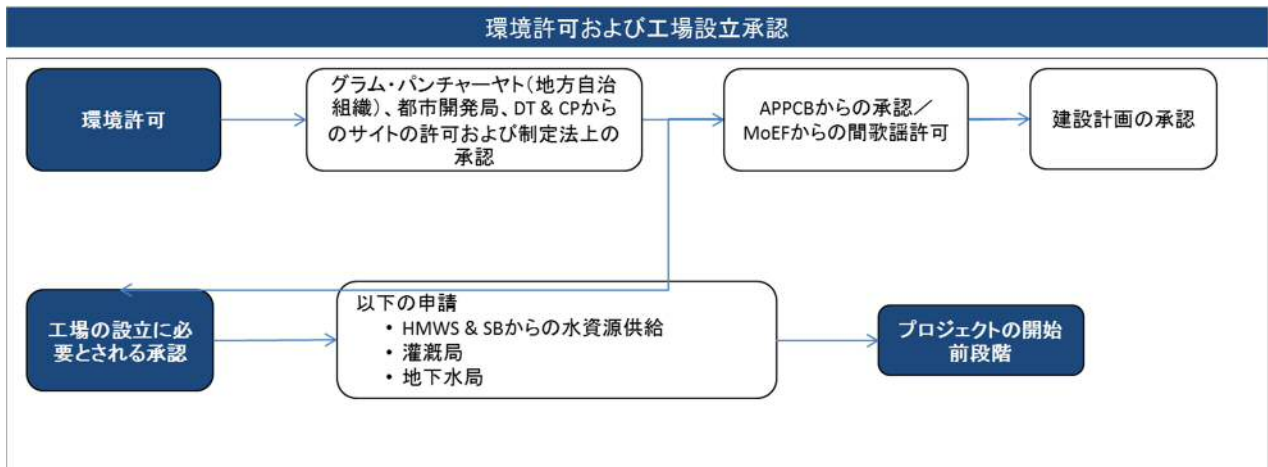 環境許可および工場設立承認
環境許可
グラム・パンチャーヤト（地方自治
組織）、都市開発局、DT & CPから
のサイトの許可および制定法上の
承認
APPCBからの承認／
MoEFからの間歌謡許可
建設計画の承認
工場の設立に必
要とされる承認
以下の申請
• HMWS & SBからの水資源供給
• 灌漑局
• 地下水局
プロジェクトの開始
前段階